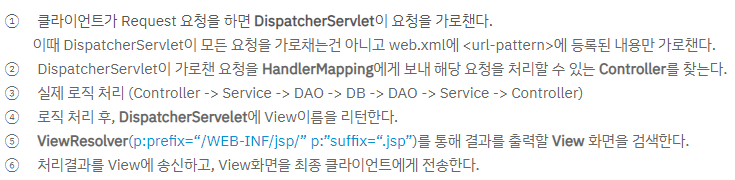 ① 클라이언트가 Request 요청을 하면 DispatcherServlet이 요청을 가로챈다.
이때 DispatcherServlet이 모든 요청을 가로채는건 아니고 web.xml에 <url-pattern>에 등록된 내용만 가로챈다.
② DispatcherServlet이 가로챈 요청을 HandlerMapping에게 보내 해당 요청을 처리할 수 있는 Controller를 찾는다.
③ 실제 로직 처리 (Controller -> Service -> DAO -> DB -> DAO -> Service -> Controller)
④ 로직 처리 후, DispatcherServelet에 View이름을 리턴한다.
⑤ ViewResolver(p:prefix=“/WEB-INF/jsp/” p:”suffix=“.jsp”)를 통해 결과를 출력할 View 화면을 검색한다.
⑥ 처리결과를 View에 송신하고, View화면을 최종 클라이언트에게 전송한다.